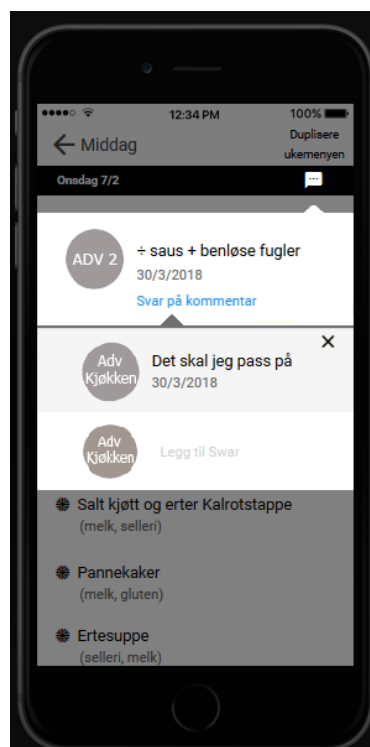 12:34 PM
100%
Middag
Duplisere
ukemenyen
Onsdag 7/2
ADV 2
÷ saus + benløse fugler
30/3/2018
Svar på kommentar
Adv
Kjøkken
Det skal jeg pass på
30/3/2018
Adv
Kjøkken
Legg til Swar
Salt kjøtt og erter Kalrotstappe
(melk, selleri)
Pannekaker
(melk, gluten)
Ertesuppe
(selleri, melk)